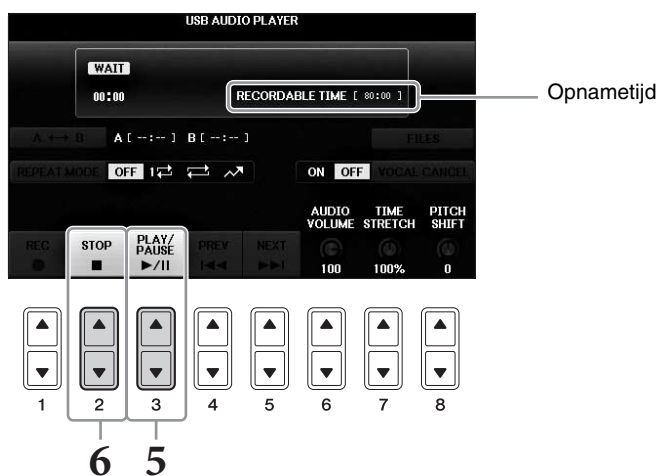 USB AUDIO PLAYER
WAIT
00:00
RECORDABLE TIME [ 80:00 ]
Opnametijd
A ↔ B
A [ --:-- ] B [ --:-- ]
FILES
REPEAT MODE OFF 1
ON OFF VOCAL CANCEL
AUDIO VOLUME
TIME STRETCH
PITCH SHIFT
REC
STOP
PLAY/PAUSE
PREV
NEXT
100
100%
0
1 2 3 4 5 6 7 8
6 5